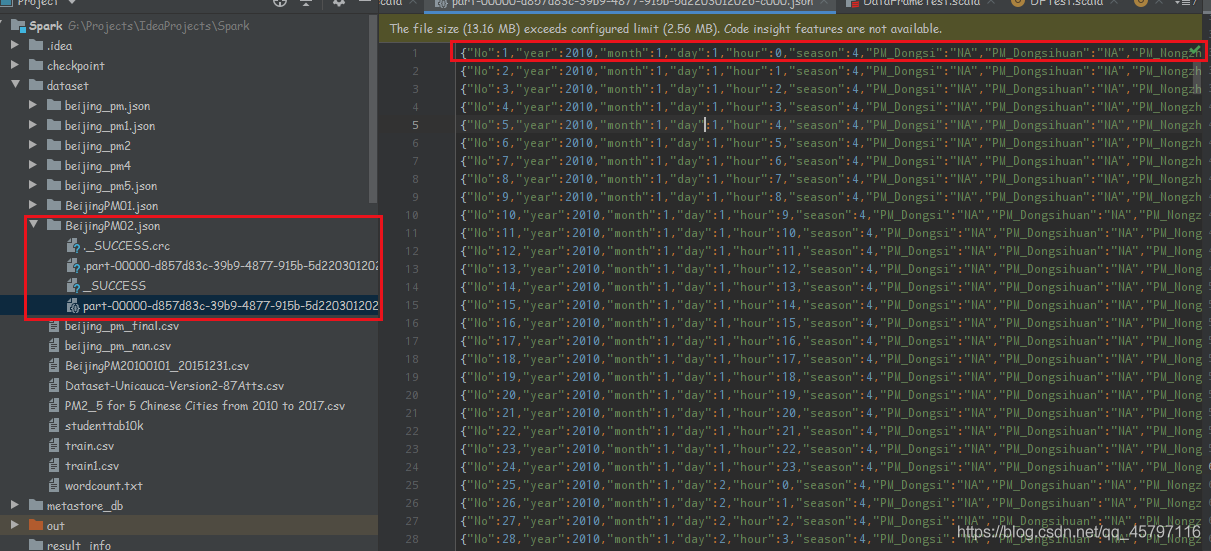 Project
Spark G:\Projects\IdeaProjects\Spark
.idea
checkpoint
dataset
beijing_pm.json
beijing_pm1.json
beijing_pm2
beijing_pm4
beijing_pm5.json
BeijingPM01.json
BeijingPM02.json
._SUCCESS.crc
.part-00000-d857d83c-39b9-4877-915b-5d220301202
_SUCCESS
part-00000-d857d83c-39b9-4877-915b-5d220301202
beijing_pm_final.csv
beijing_pm_nan.csv
BeijingPM20100101_20151231.csv
Dataset-Unicauca-Version2-87Atts.csv
PM2_5 for 5 Chinese Cities from 2010 to 2017.csv
studenttab10k
train.csv
train1.csv
wordcount.txt
metastore_db
out
result_info
part-00000-d857d83c-39b9-4877-915b-5d2203012026-c000.json
DataFrameTest.scala
DFTest.scala
The file size (13.16 MB) exceeds configured limit (2.56 MB). Code insight features are not available.
1 {"No":1,"year":2010,"month":1,"day":1,"hour":0,"season":4,"PM_Dongsi":"NA","PM_Dongsihuan":"NA","PM_Nongzh
2 {"No":2,"year":2010,"month":1,"day":1,"hour":1,"season":4,"PM_Dongsi":"NA","PM_Dongsihuan":"NA","PM_Nongzh
3 {"No":3,"year":2010,"month":1,"day":1,"hour":2,"season":4,"PM_Dongsi":"NA","PM_Dongsihuan":"NA","PM_Nongzh
4 {"No":4,"year":2010,"month":1,"day":1,"hour":3,"season":4,"PM_Dongsi":"NA","PM_Dongsihuan":"NA","PM_Nongzh
5 {"No":5,"year":2010,"month":1,"day":1,"hour":4,"season":4,"PM_Dongsi":"NA","PM_Dongsihuan":"NA","PM_Nongzh
6 {"No":6,"year":2010,"month":1,"day":1,"hour":5,"season":4,"PM_Dongsi":"NA","PM_Dongsihuan":"NA","PM_Nongzh
7 {"No":7,"year":2010,"month":1,"day":1,"hour":6,"season":4,"PM_Dongsi":"NA","PM_Dongsihuan":"NA","PM_Nongzh
8 {"No":8,"year":2010,"month":1,"day":1,"hour":7,"season":4,"PM_Dongsi":"NA","PM_Dongsihuan":"NA","PM_Nongzh
9 {"No":9,"year":2010,"month":1,"day":1,"hour":8,"season":4,"PM_Dongsi":"NA","PM_Dongsihuan":"NA","PM_Nongzh
10 {"No":10,"year":2010,"month":1,"day":1,"hour":9,"season":4,"PM_Dongsi":"NA","PM_Dongsihuan":"NA","PM_Nongz
11 {"No":11,"year":2010,"month":1,"day":1,"hour":10,"season":4,"PM_Dongsi":"NA","PM_Dongsihuan":"NA","PM_Nong
12 {"No":12,"year":2010,"month":1,"day":1,"hour":11,"season":4,"PM_Dongsi":"NA","PM_Dongsihuan":"NA","PM_Nong
13 {"No":13,"year":2010,"month":1,"day":1,"hour":12,"season":4,"PM_Dongsi":"NA","PM_Dongsihuan":"NA","PM_Nong
14 {"No":14,"year":2010,"month":1,"day":1,"hour":13,"season":4,"PM_Dongsi":"NA","PM_Dongsihuan":"NA","PM_Nong
15 {"No":15,"year":2010,"month":1,"day":1,"hour":14,"season":4,"PM_Dongsi":"NA","PM_Dongsihuan":"NA","PM_Nong
16 {"No":16,"year":2010,"month":1,"day":1,"hour":15,"season":4,"PM_Dongsi":"NA","PM_Dongsihuan":"NA","PM_Nong
17 {"No":17,"year":2010,"month":1,"day":1,"hour":16,"season":4,"PM_Dongsi":"NA","PM_Dongsihuan":"NA","PM_Nong
18 {"No":18,"year":2010,"month":1,"day":1,"hour":17,"season":4,"PM_Dongsi":"NA","PM_Dongsihuan":"NA","PM_Nong
19 {"No":19,"year":2010,"month":1,"day":1,"hour":18,"season":4,"PM_Dongsi":"NA","PM_Dongsihuan":"NA","PM_Nong
20 {"No":20,"year":2010,"month":1,"day":1,"hour":19,"season":4,"PM_Dongsi":"NA","PM_Dongsihuan":"NA","PM_Nong
21 {"No":21,"year":2010,"month":1,"day":1,"hour":20,"season":4,"PM_Dongsi":"NA","PM_Dongsihuan":"NA","PM_Nong
22 {"No":22,"year":2010,"month":1,"day":1,"hour":21,"season":4,"PM_Dongsi":"NA","PM_Dongsihuan":"NA","PM_Nong
23 {"No":23,"year":2010,"month":1,"day":1,"hour":22,"season":4,"PM_Dongsi":"NA","PM_Dongsihuan":"NA","PM_Nong
24 {"No":24,"year":2010,"month":1,"day":1,"hour":23,"season":4,"PM_Dongsi":"NA","PM_Dongsihuan":"NA","PM_Nong
25 {"No":25,"year":2010,"month":1,"day":2,"hour":0,"season":4,"PM_Dongsi":"NA","PM_Dongsihuan":"NA","PM_Nongz
26 {"No":26,"year":2010,"month":1,"day":2,"hour":1,"season":4,"PM_Dongsi":"NA","PM_Dongsihuan":"NA","PM_Nongz
27 {"No":27,"year":2010,"month":1,"day":2,"hour":2,"season":4,"PM_Dongsi":"NA","PM_Dongsihuan":"NA","PM_Nongz
28 {"No":28,"year":2010,"month":1,"day":2,"hour":3,"season":4,"PM_Dongsi":"NA","PM_Dongsihuan":"NA","PM_Nongz
https://blog.csdn.net/qq_45797116